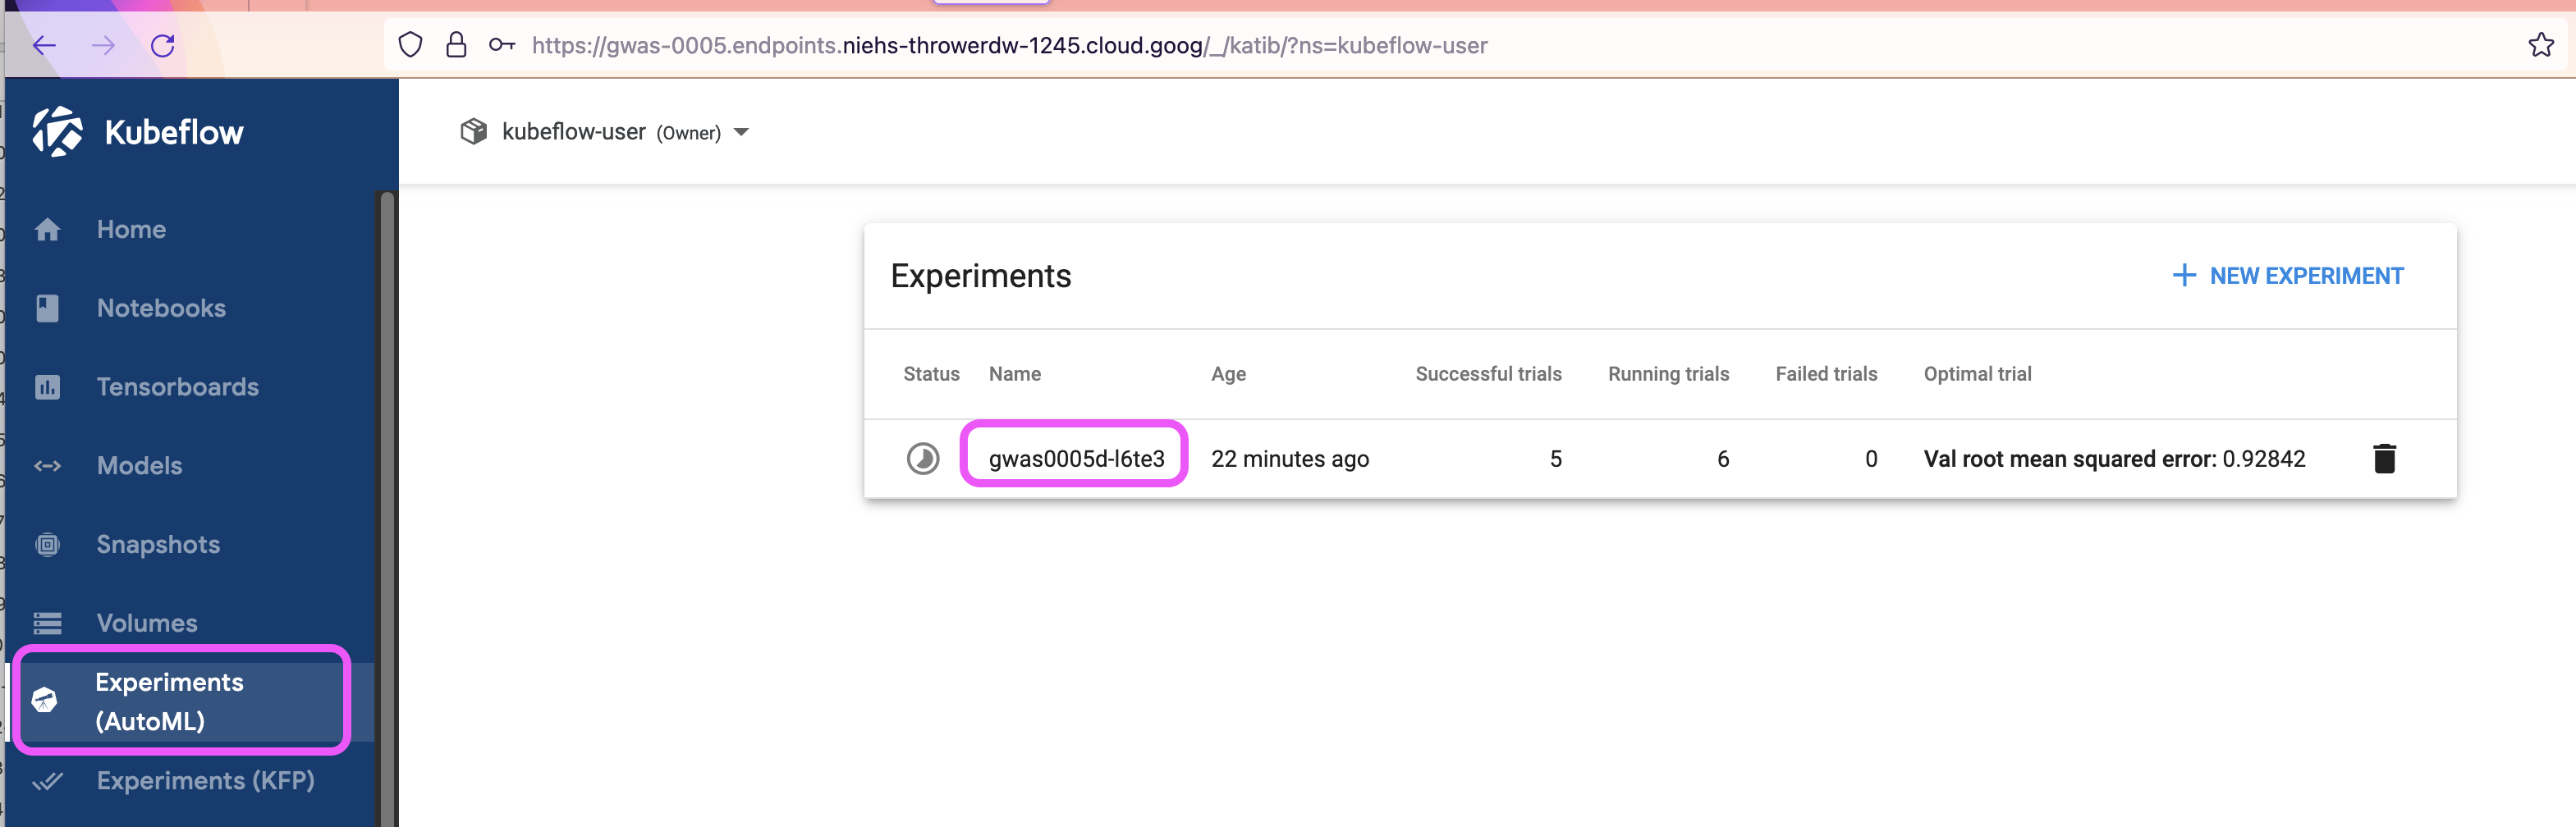 https://gwas-0005.endpoints.niehs-throwerdw-1245.cloud.goog/_/katib/?ns=kubeflow-user
Kubeflow
kubeflow-user (Owner)
Home
Notebooks
Tensorboards
Models
Snapshots
Volumes
Experiments
(AutoML)
Experiments (KFP)
Experiments
NEW EXPERIMENT
Status Name Age Successful trials Running trials Failed trials Optimal trial
gwas0005d-l6te3 22 minutes ago 5 6 0 Val root mean squared error: 0.92842